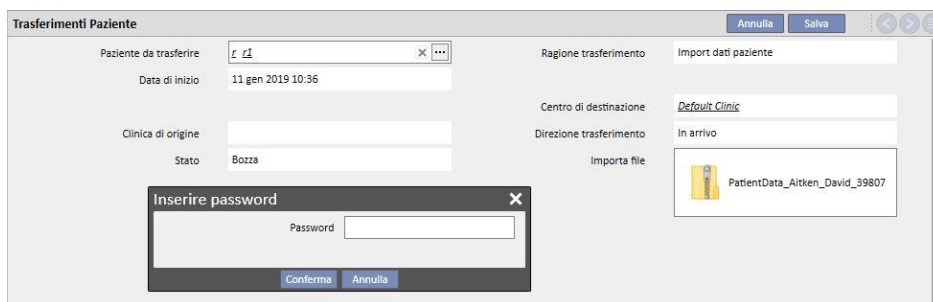 Trasferimenti Paziente
Annulla Salva
Paziente da trasferire r r1
Ragione trasferimento Import dati paziente
Data di inizio 11 gen 2019 10:36
Centro di destinazione Default Clinic
Clinica di origine
Direzione trasferimento In arrivo
Stato Bozza
Importa file
PatientData_Aitken_David_39807
Inserire password
Password
Conferma Annulla